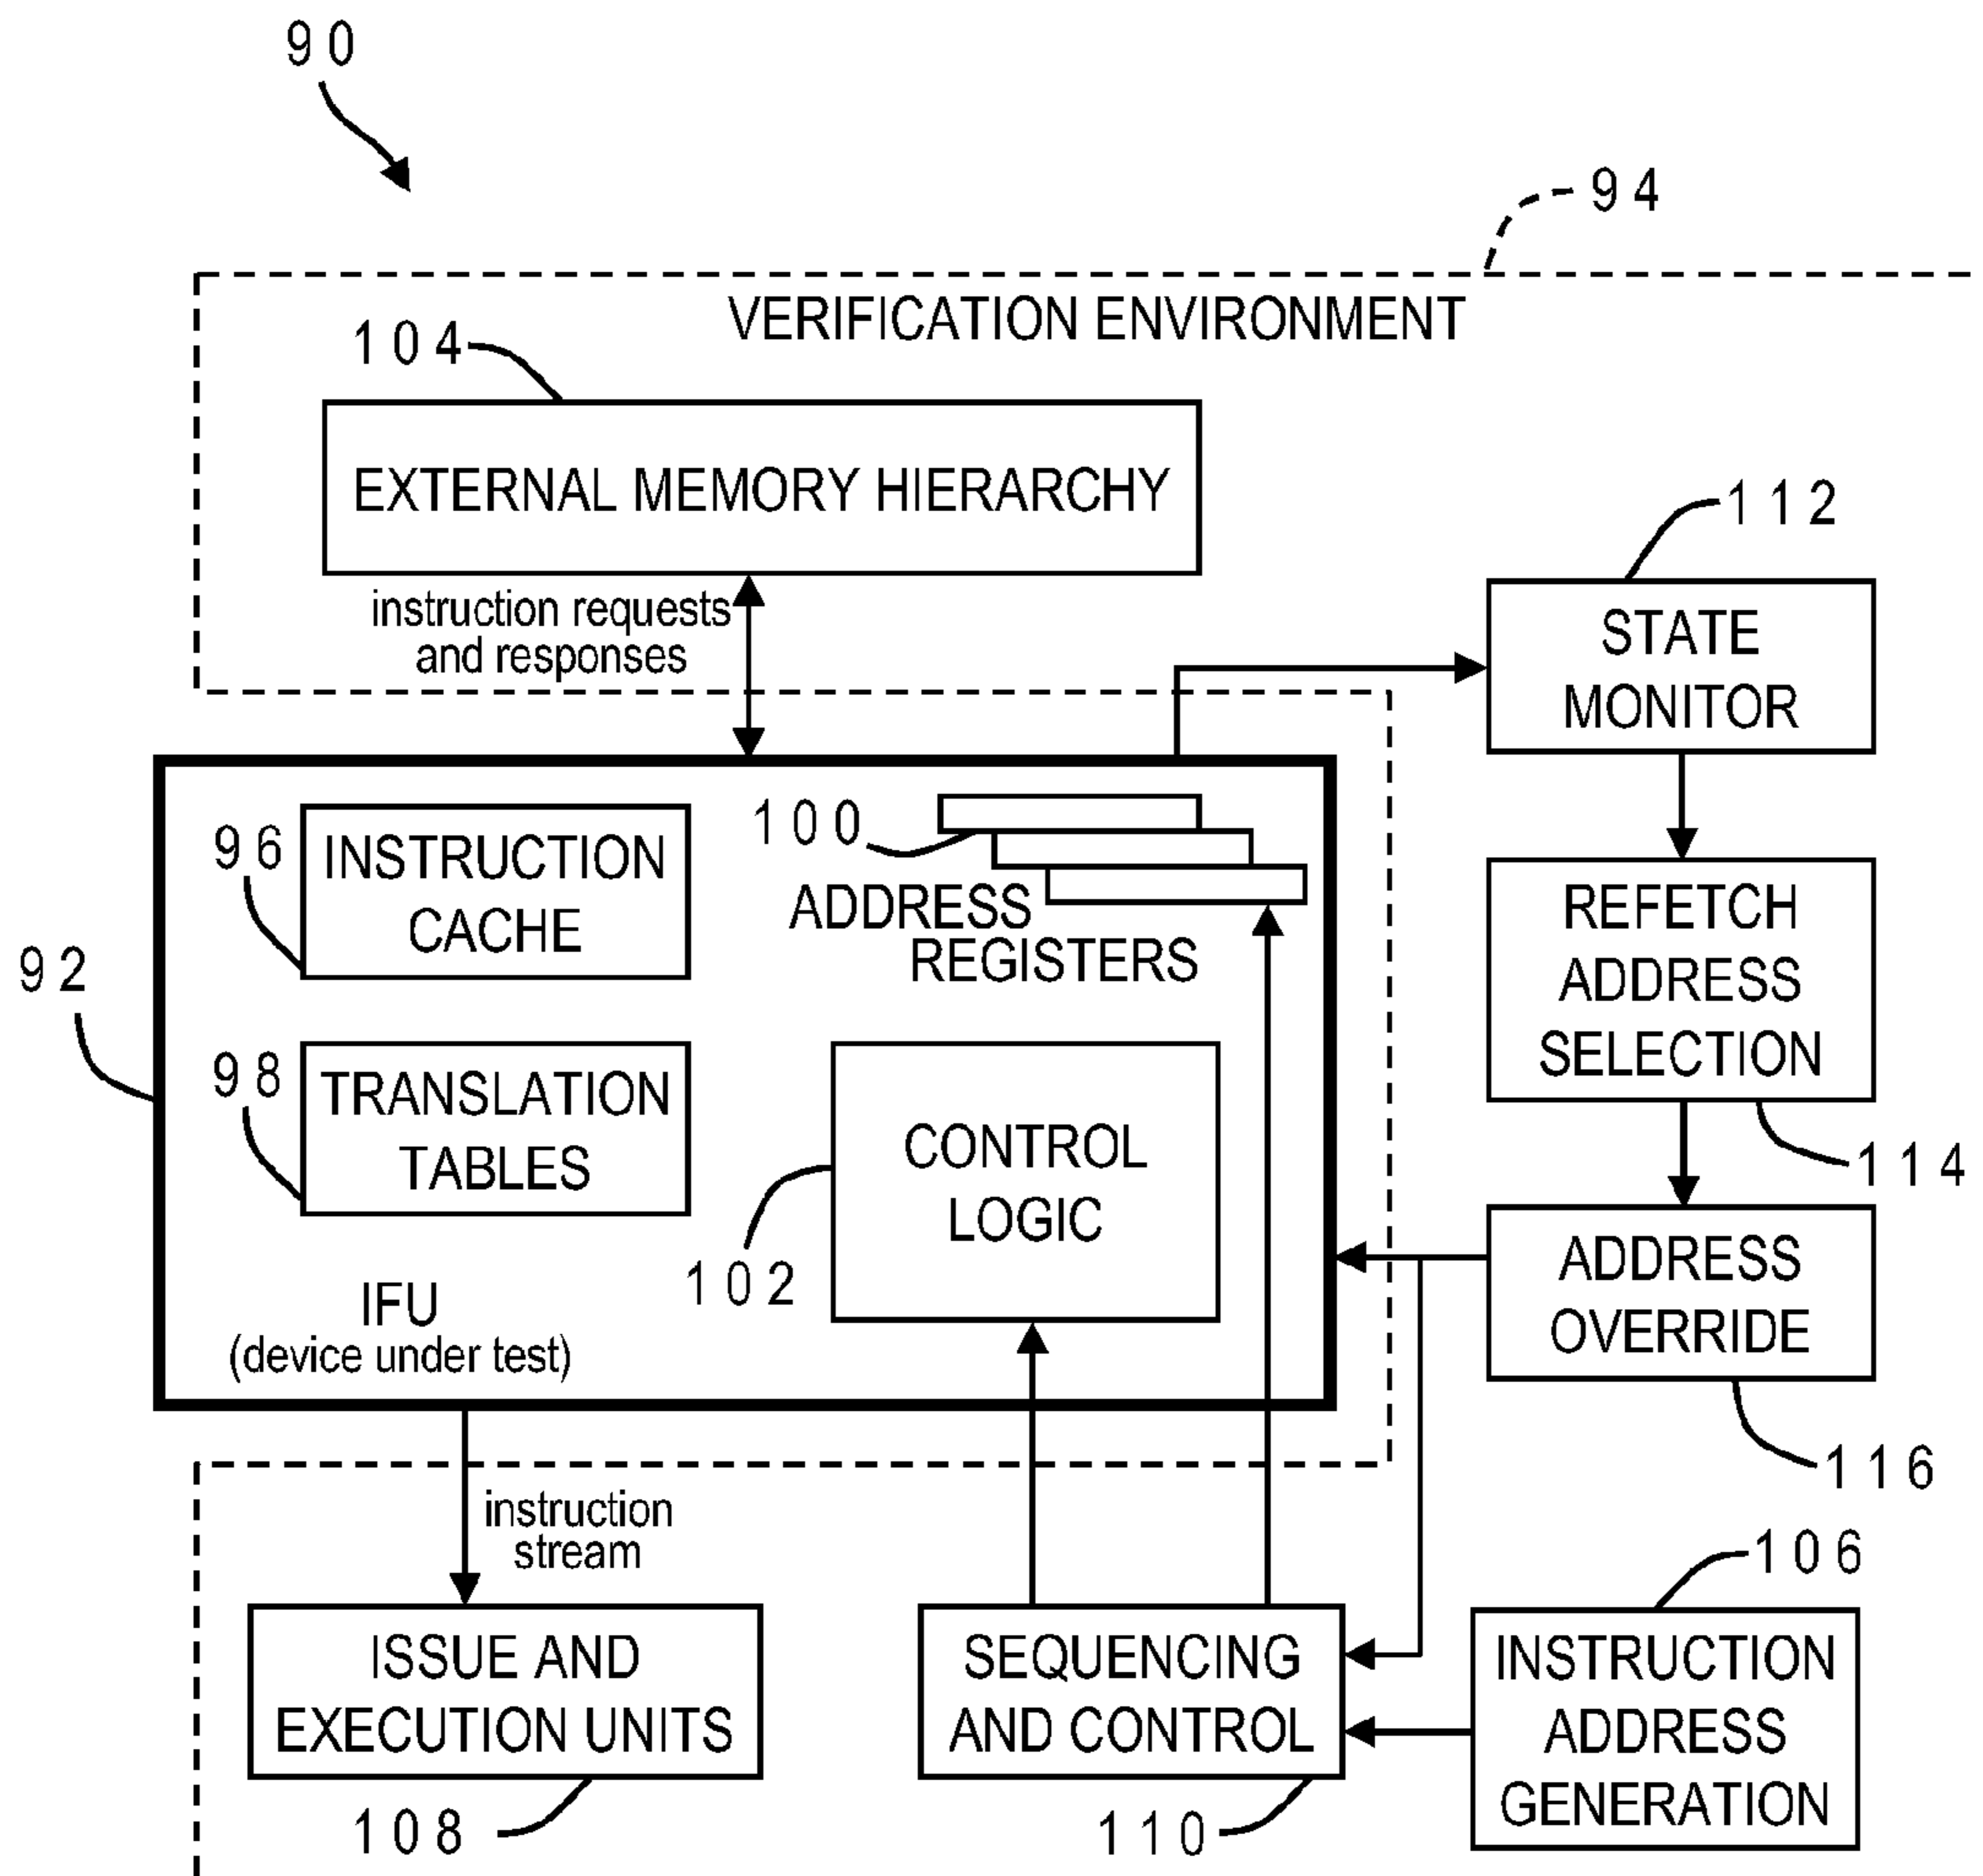 90
94
VERIFICATION ENVIRONMENT
104
EXTERNAL MEMORY HIERARCHY
instruction requests
and responses
112
STATE
MONITOR
92
96
INSTRUCTION
CACHE
100
ADDRESS
REGISTERS
98
TRANSLATION
TABLES
102
CONTROL
LOGIC
IFU
(device under test)
REFETCH
ADDRESS
SELECTION
114
ADDRESS
OVERRIDE
116
instruction
stream
ISSUE AND
EXECUTION UNITS
108
SEQUENCING
AND CONTROL
110
106
INSTRUCTION
ADDRESS
GENERATION